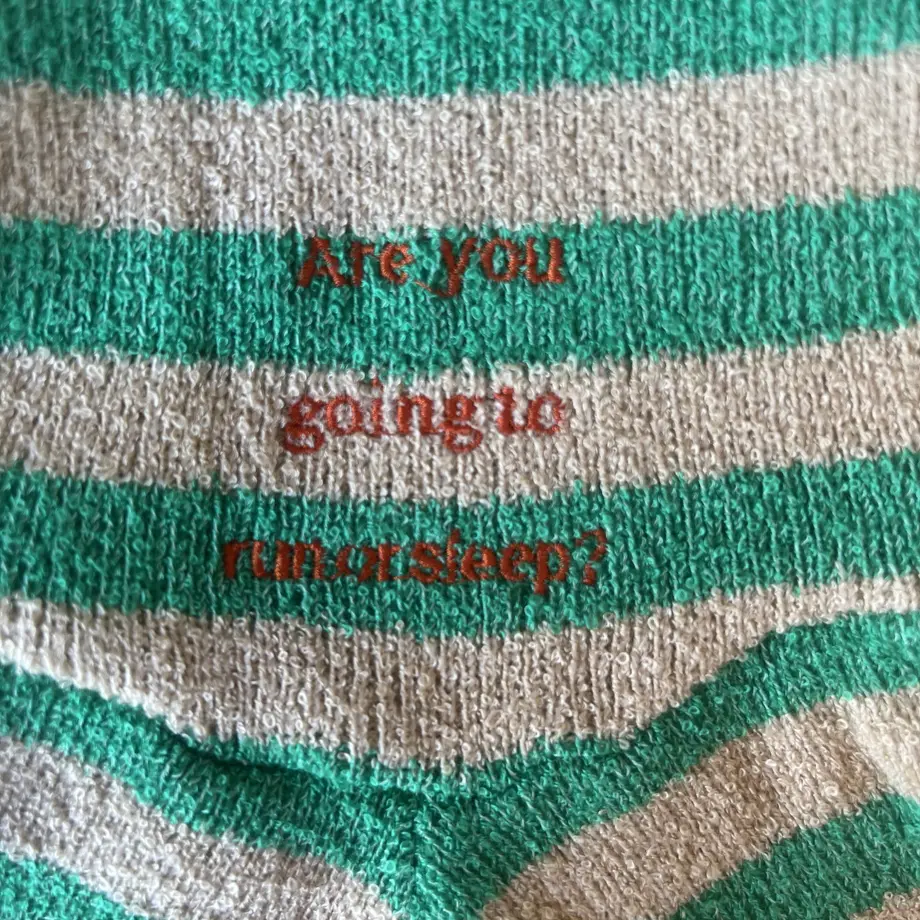 Are you
going to
run or sleep?